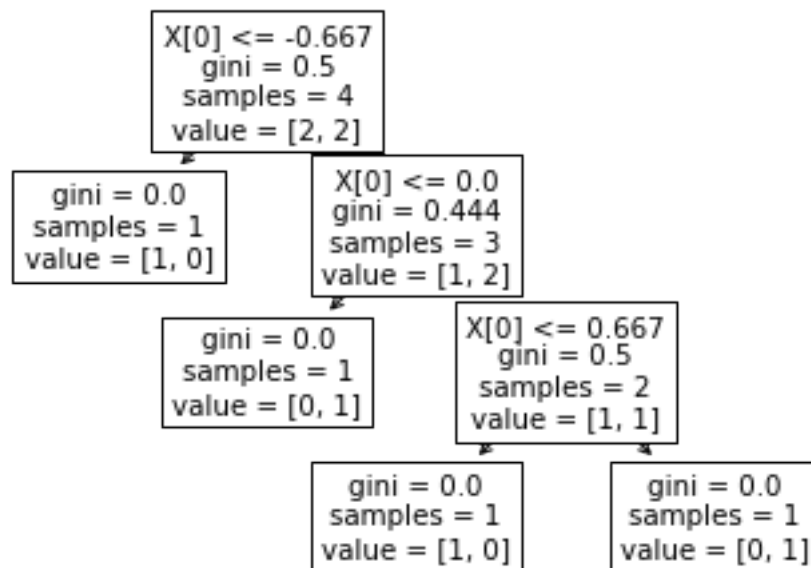 X[0] <= -0.667
gini = 0.5
samples = 4
value = [2, 2]
gini = 0.0
samples = 1
value = [1, 0]
X[0] <= 0.0
gini = 0.444
samples = 3
value = [1, 2]
gini = 0.0
samples = 1
value = [0, 1]
X[0] <= 0.667
gini = 0.5
samples = 2
value = [1, 1]
gini = 0.0
samples = 1
value = [1, 0]
gini = 0.0
samples = 1
value = [0, 1]